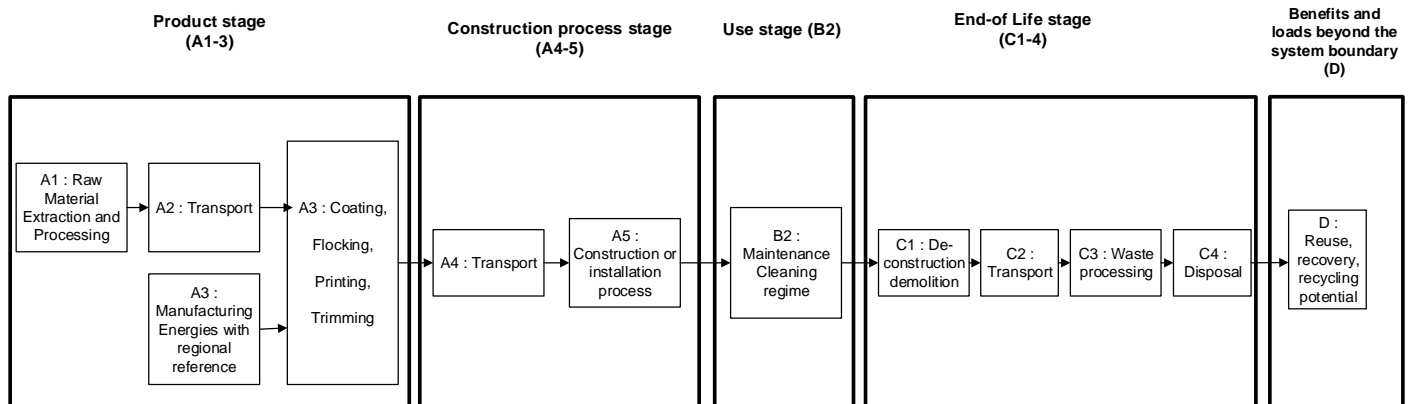 Product stage
(A1-3)
Construction process stage
(A4-5)
Use stage (B2)
End-of Life stage
(C1-4)
Benefits and
loads beyond the
system boundary
(D)
A1 : Raw
Material
Extraction and
Processing
A2 : Transport
A3 :
Manufacturing
Energies with
regional
reference
A3 : Coating,
Flocking,
Printing,
Trimming
A4 : Transport
A5 :
Construction or
installation
process
B2 :
Maintenance
Cleaning
regime
C1 : De-
construction
demolition
C2 :
Transport
C3 : Waste
processing
C4 :
Disposal
D :
Reuse,
recovery,
recycling
potential